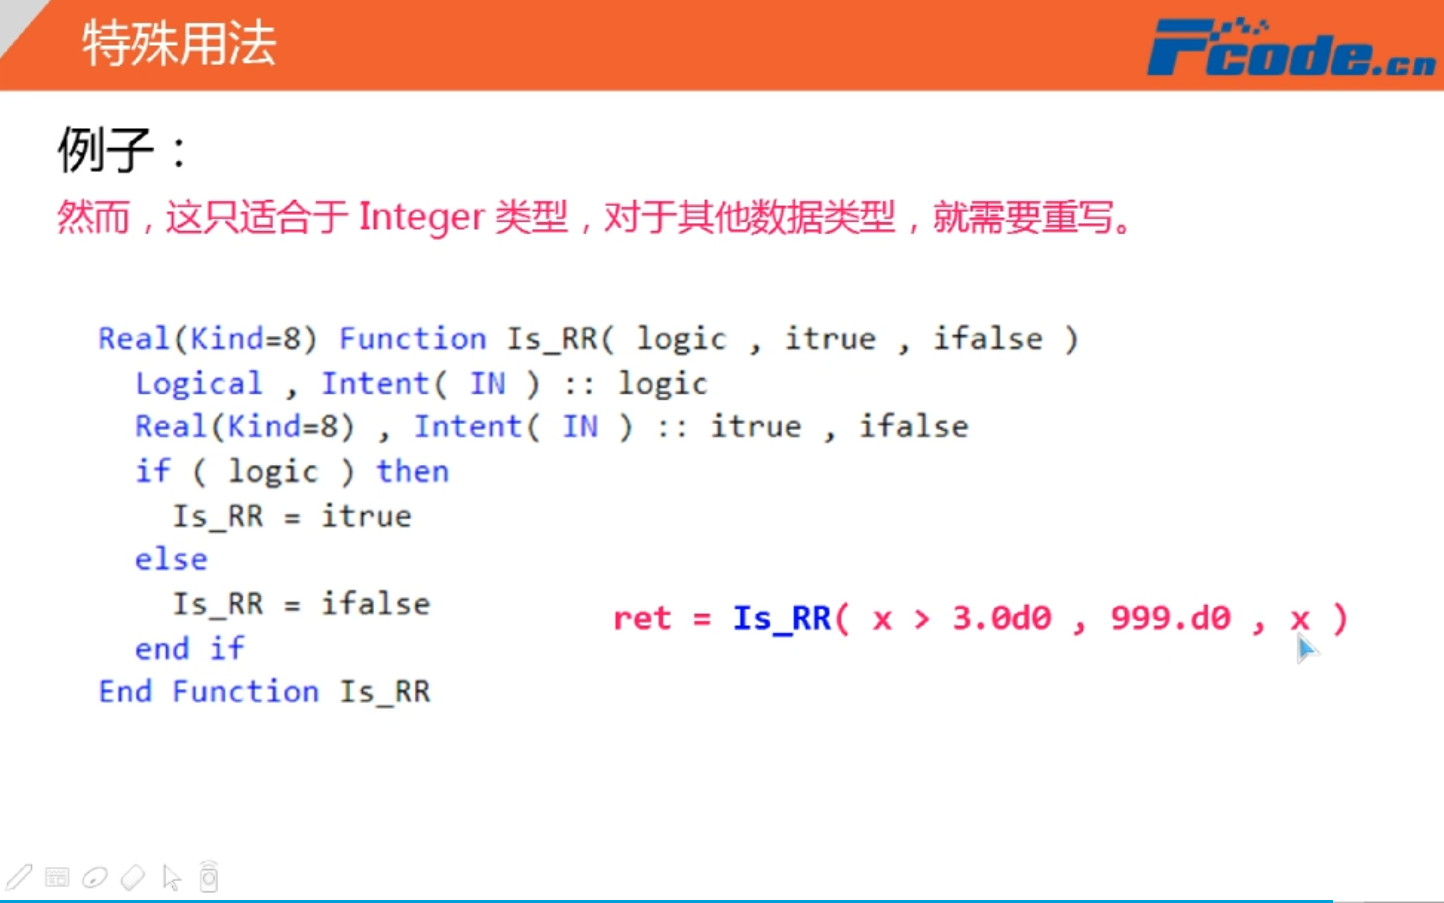 特殊用法
Fcode.cn
例子：
然而，这只适合于 Integer 类型，对于其他数据类型，就需要重写。
Real(Kind=8) Function Is_RR( logic , itrue , ifalse )
Logical , Intent( IN ) :: logic
Real(Kind=8) , Intent( IN ) :: itrue , ifalse
if ( logic ) then
Is_RR = itrue
else
Is_RR = ifalse
end if
End Function Is_RR
ret = Is_RR( x > 3.0d0 , 999.d0 , x )